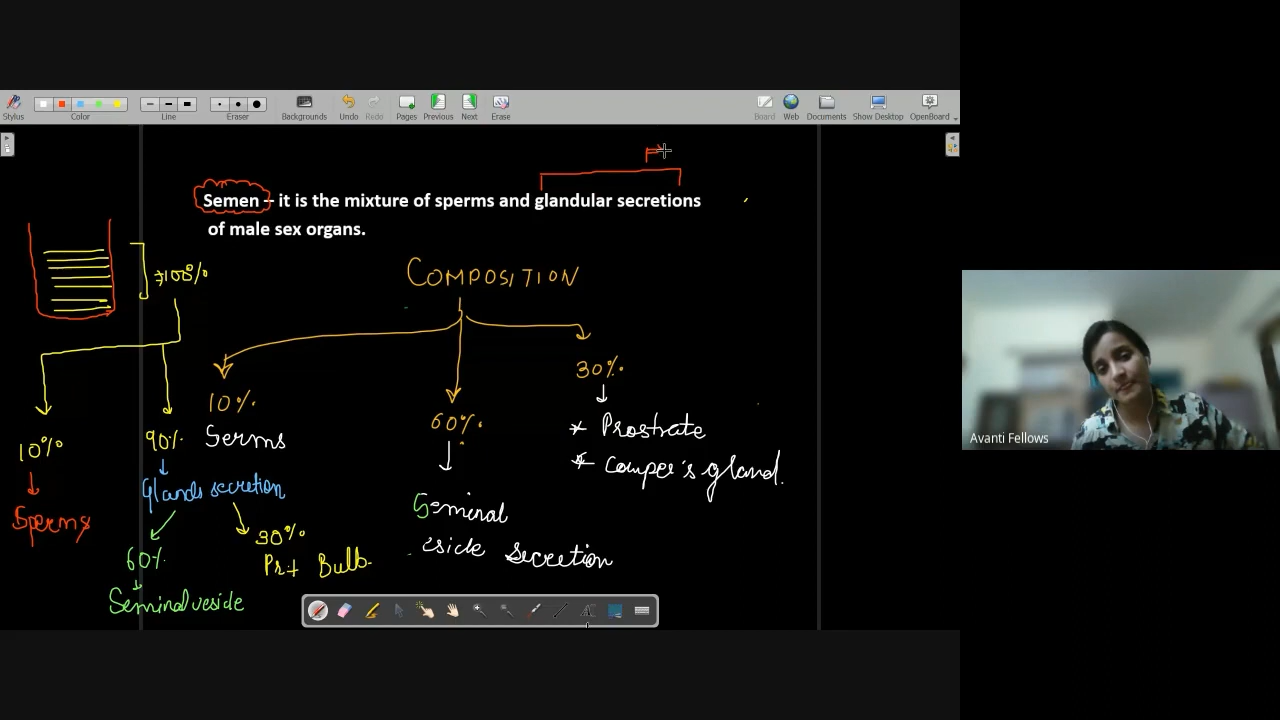 Stylus
Color
Line
Eraser
Backgrounds
Undo
Redo
Pages
Previous
Next
Erase
Board
Web
Documents
Show Desktop
OpenBoard
Semen – it is the mixture of sperms and glandular secretions
of male sex organs.
100%
COMPOSITION
10%
Sperms
90%
Glands secretion
60%
Seminal veside
30%
Pr+ Bulb
10%
Serms
60%
Seminal
secretion
30%
* Prostrate
* Cowper's gland.
Avanti Fellows